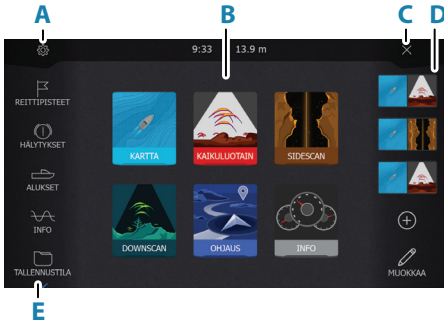 A
B
C
D
9:33 13.9 m
REITTIPISTEET
HÄLYTYKSET
ALUKSET
INFO
TALLENNUSTILA
KARTTA
KAIKULUOTAIN
SIDESCAN
DOWNSCAN
OHJAUS
INFO
MUOKKAA
E